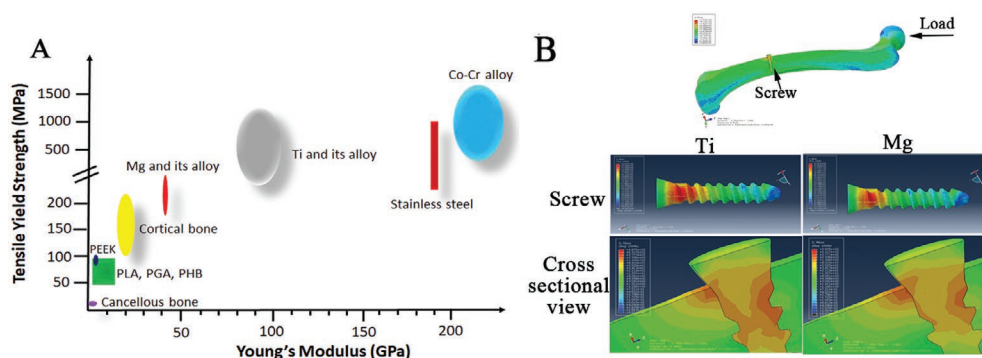 A
Tensile Yield Strength (MPa)
1500
1000
500
200
150
100
50
Co-Cr alloy
Mg and its alloy
Ti and its alloy
Stainless steel
Cortical bone
PEEK
PLA, PGA, PHB
Cancellous bone
50
100
150
200
Young's Modulus (GPa)
B
Load
Screw
Ti
Mg
Screw
Cross
sectional
view